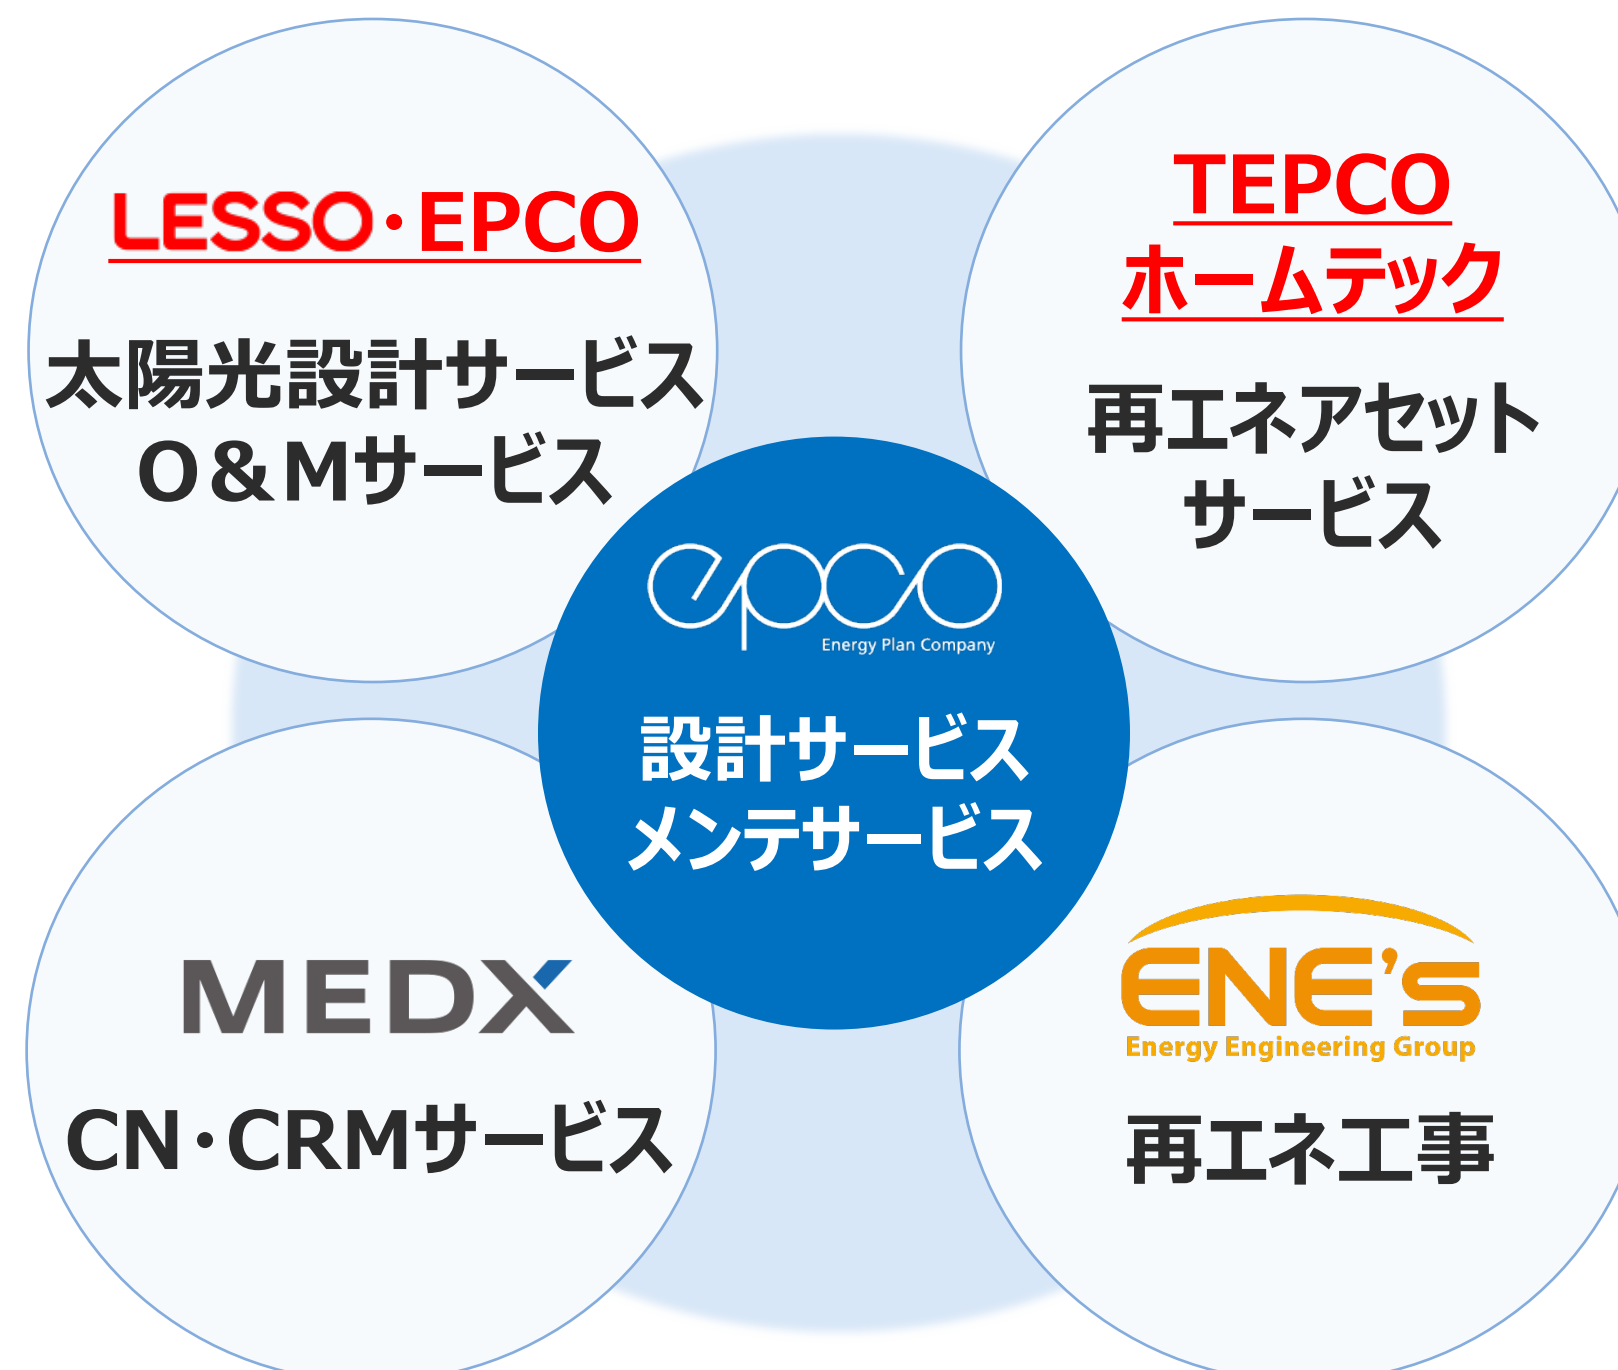 LESSO・EPCO
太陽光設計サービス
O＆Mサービス
TEPCO
ホームテック
再エネアセット
サービス
epco
Energy Plan Company
設計サービス
メンテサービス
MEDX
CN・CRMサービス
ENE's
Energy Engineering Group
再エネ工事